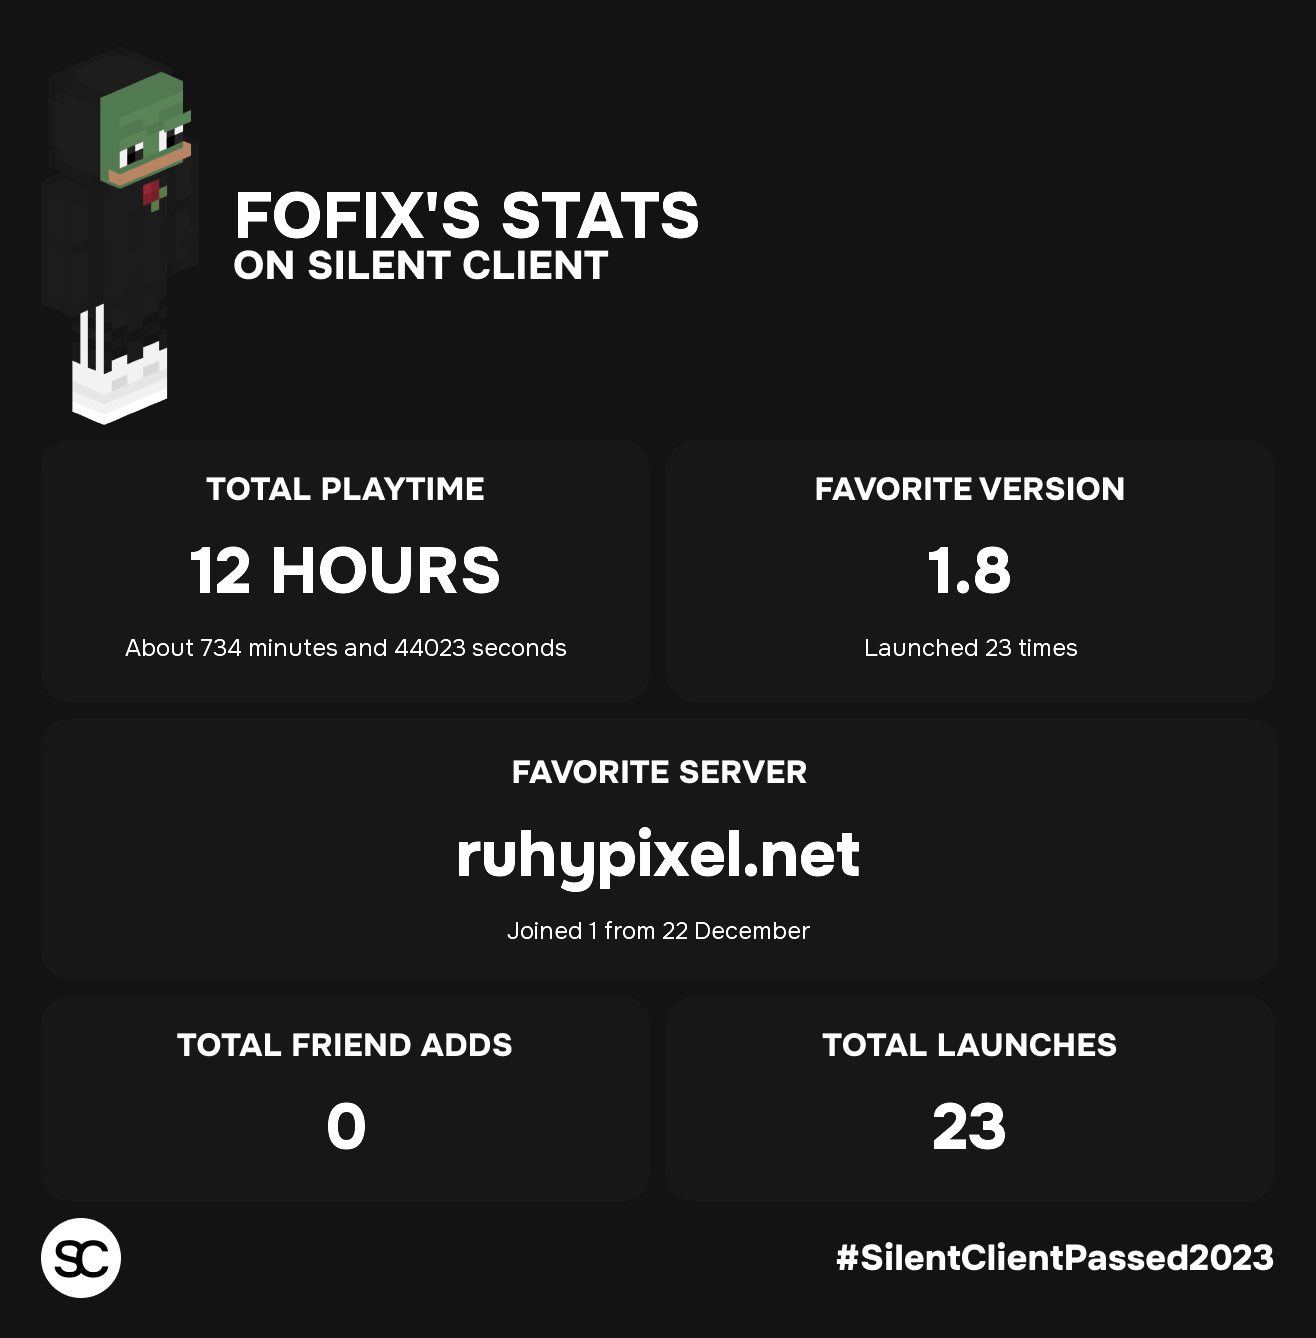 FOFIX'S STATS
ON SILENT CLIENT
TOTAL PLAYTIME
12 HOURS
About 734 minutes and 44023 seconds
FAVORITE VERSION
1.8
Launched 23 times
FAVORITE SERVER
ruhypixel.net
Joined 1 from 22 December
TOTAL FRIEND ADDS
0
TOTAL LAUNCHES
23
SC
#SilentClientPassed2023